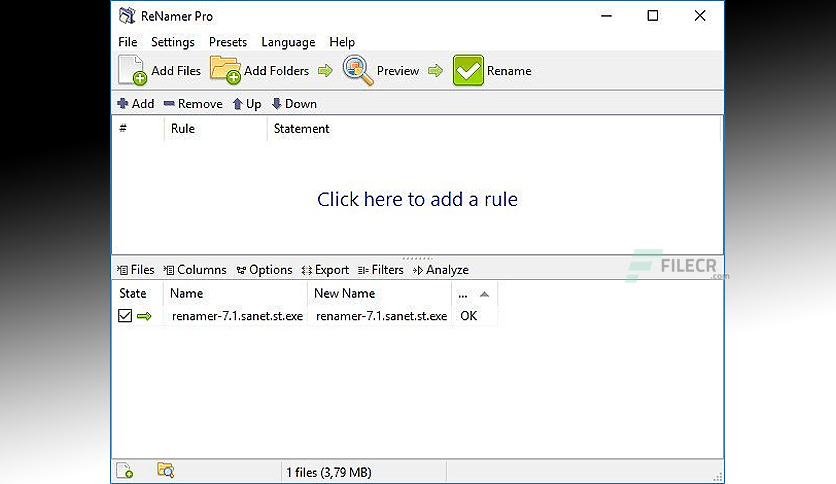 ReNamer Pro
File Settings Presets Language Help
Add Files Add Folders Preview Rename
Add Remove Up Down
# Rule Statement
Click here to add a rule
Files Columns Options Export Filters Analyze
FILECR
.com
State Name New Name ...
renamer-7.1.sanet.st.exe renamer-7.1.sanet.st.exe OK
1 files (3,79 MB)